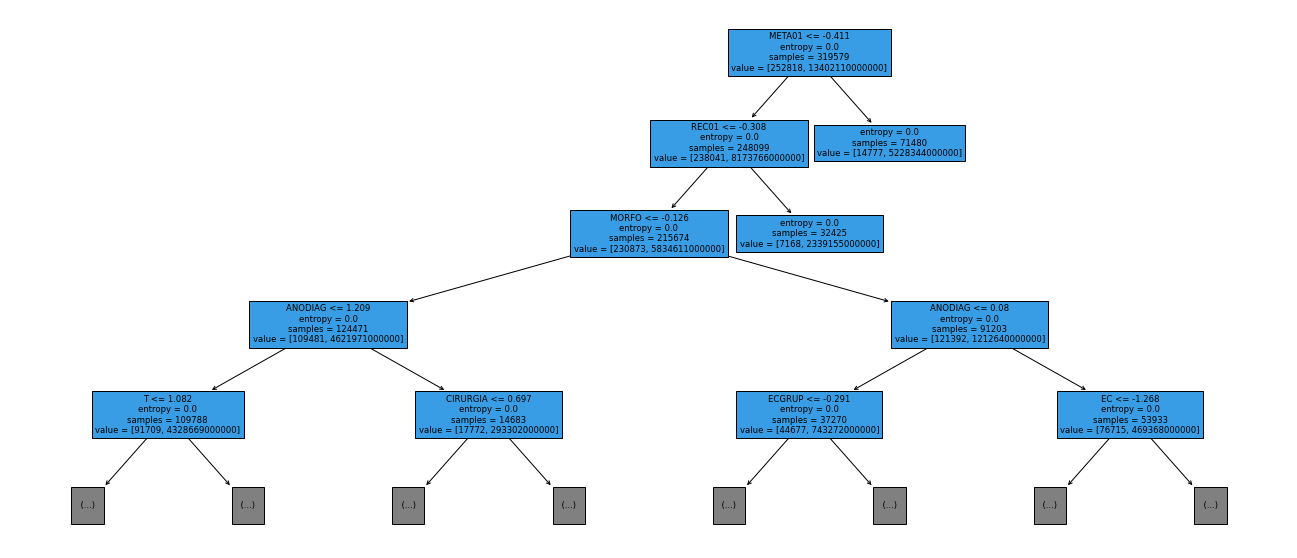 META01 <= -0.411
entropy = 0.0
samples = 319579
value = [252818, 13402110000000]
REC01 <= -0.308
entropy = 0.0
samples = 248099
value = [238041, 8173766000000]
entropy = 0.0
samples = 71480
value = [14777, 5228344000000]
MORFO <= -0.126
entropy = 0.0
samples = 215674
value = [230873, 5834611000000]
entropy = 0.0
samples = 32425
value = [7168, 2339155000000]
ANODIAG <= 1.209
entropy = 0.0
samples = 124471
value = [109481, 4621971000000]
ANODIAG <= 0.08
entropy = 0.0
samples = 91203
value = [121392, 1212640000000]
T <= 1.082
entropy = 0.0
samples = 109788
value = [91709, 4328669000000]
CIRURGIA <= 0.697
entropy = 0.0
samples = 14683
value = [17772, 293302000000]
ECGRUP <= -0.291
entropy = 0.0
samples = 37270
value = [44677, 743272000000]
EC <= -1.268
entropy = 0.0
samples = 53933
value = [76715, 469368000000]
(...)
(...)
(...)
(...)
(...)
(...)
(...)
(...)